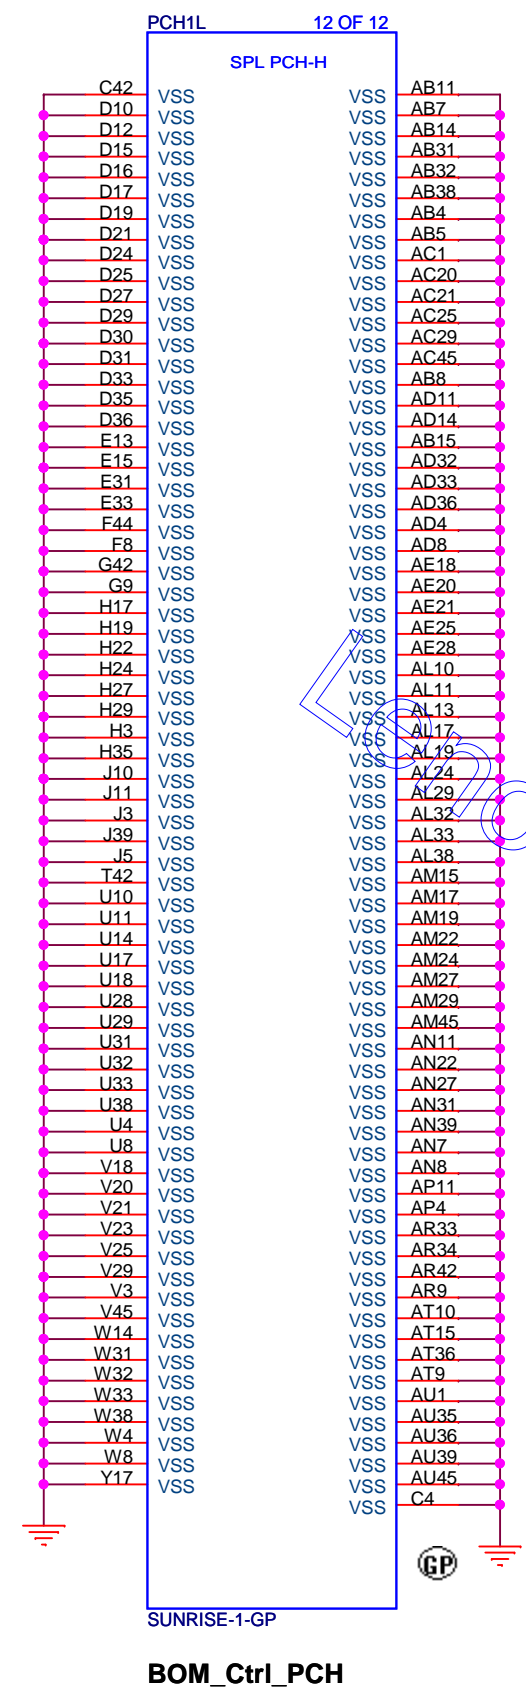 PCH1L 12 OF 12
SPL PCH-H
C42 VSS VSS AB11
D10 VSS VSS AB7
D12 VSS VSS AB14
D15 VSS VSS AB31
D16 VSS VSS AB32
D17 VSS VSS AB38
D19 VSS VSS AB4
D21 VSS VSS AB5
D24 VSS VSS AC1
D25 VSS VSS AC20
D27 VSS VSS AC21
D29 VSS VSS AC25
D30 VSS VSS AC29
D31 VSS VSS AC45
D33 VSS VSS AB8
D35 VSS VSS AD11
D36 VSS VSS AD14
E13 VSS VSS AB15
E15 VSS VSS AD32
E31 VSS VSS AD33
E33 VSS VSS AD36
F44 VSS VSS AD4
F8 VSS VSS AD8
G42 VSS VSS AE18
G9 VSS VSS AE20
H17 VSS VSS AE21
H19 VSS VSS AE25
H22 VSS VSS AE28
H24 VSS VSS AL10
H27 VSS VSS AL11
H29 VSS VSS AL13
H3 VSS VSS AL17
H35 VSS VSS AL19
J10 VSS VSS AL24
J11 VSS VSS AL29
J3 VSS VSS AL32
J39 VSS VSS AL33
J5 VSS VSS AL38
T42 VSS VSS AM15
U10 VSS VSS AM17
U11 VSS VSS AM19
U14 VSS VSS AM22
U17 VSS VSS AM24
U18 VSS VSS AM27
U28 VSS VSS AM29
U29 VSS VSS AM45
U31 VSS VSS AN11
U32 VSS VSS AN22
U33 VSS VSS AN27
U38 VSS VSS AN31
U4 VSS VSS AN39
U8 VSS VSS AN7
V18 VSS VSS AN8
V20 VSS VSS AP11
V21 VSS VSS AP4
V23 VSS VSS AR33
V25 VSS VSS AR34
V29 VSS VSS AR42
V3 VSS VSS AR9
V45 VSS VSS AT10
W14 VSS VSS AT15
W31 VSS VSS AT36
W32 VSS VSS AT9
W33 VSS VSS AU1
W38 VSS VSS AU35
W4 VSS VSS AU36
W8 VSS VSS AU39
Y17 VSS VSS AU45
VSS C4
Leno
GP
SUNRISE-1-GP
BOM_Ctrl_PCH